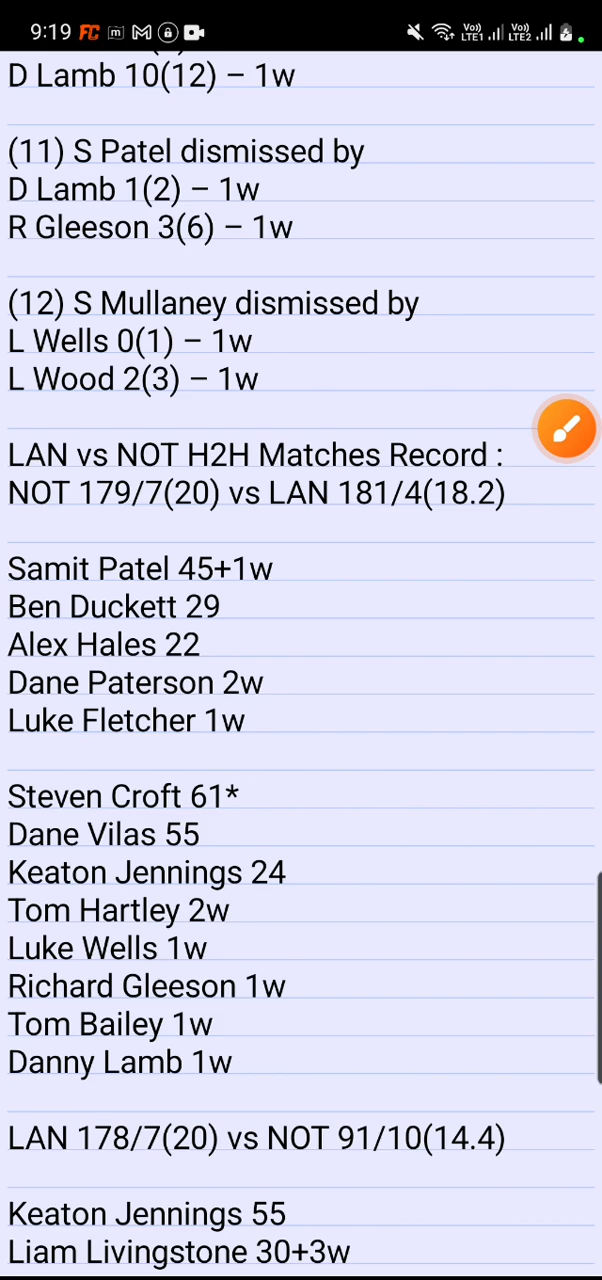 9:19 FC m M Vo)) LTE1 Vo)) LTE2
D Lamb 10(12) – 1w
(11) S Patel dismissed by
D Lamb 1(2) – 1w
R Gleeson 3(6) – 1w
(12) S Mullaney dismissed by
L Wells 0(1) – 1w
L Wood 2(3) – 1w
LAN vs NOT H2H Matches Record :
NOT 179/7(20) vs LAN 181/4(18.2)
Samit Patel 45+1w
Ben Duckett 29
Alex Hales 22
Dane Paterson 2w
Luke Fletcher 1w
Steven Croft 61*
Dane Vilas 55
Keaton Jennings 24
Tom Hartley 2w
Luke Wells 1w
Richard Gleeson 1w
Tom Bailey 1w
Danny Lamb 1w
LAN 178/7(20) vs NOT 91/10(14.4)
Keaton Jennings 55
Liam Livingstone 30+3w